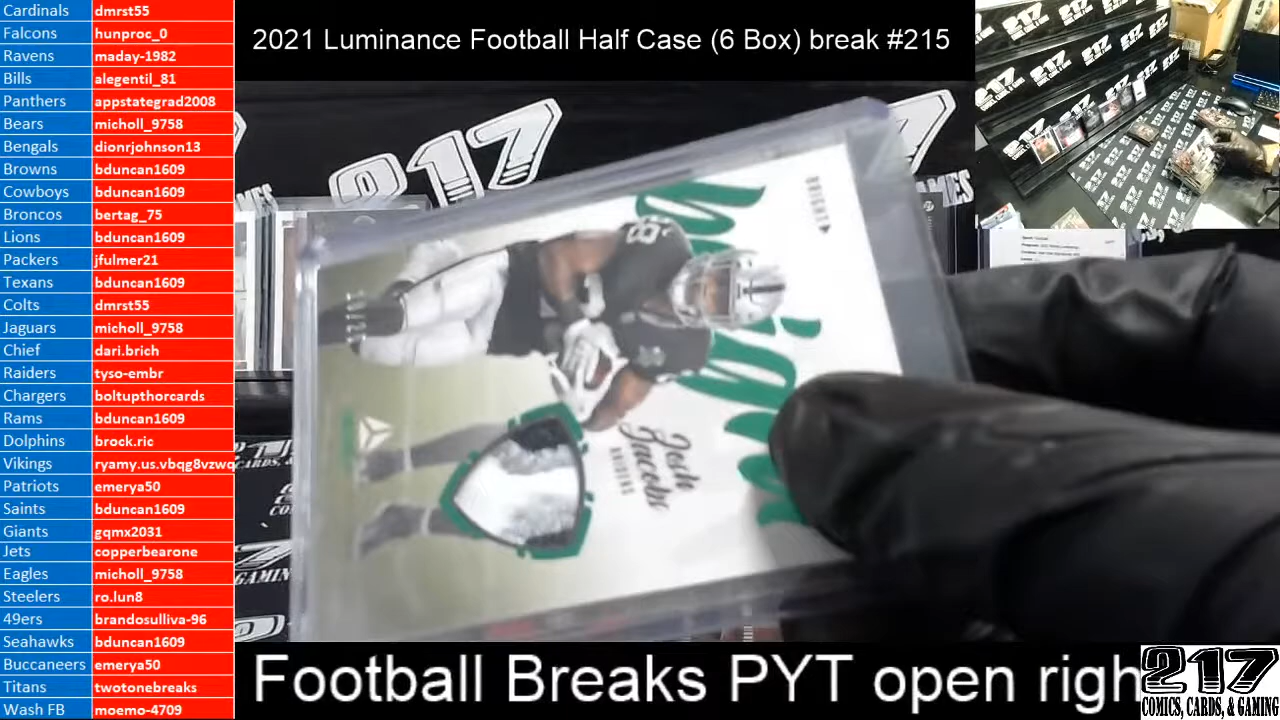 2021 Luminance Football Half Case (6 Box) break #215
Cardinals dmrst55
Falcons hunproc_0
Ravens maday-1982
Bills alegentil_81
Panthers appstategrad2008
Bears micholl_9758
Bengals dionrjohnson13
Browns bduncan1609
Cowboys bduncan1609
Broncos bertag_75
Lions bduncan1609
Packers jfulmer21
Texans bduncan1609
Colts dmrst55
Jaguars micholl_9758
Chief dari.brich
Raiders tyso-embr
Chargers boltupthorcards
Rams bduncan1609
Dolphins brock.ric
Vikings ryamy.us.vbqg8vzwq
Patriots emerya50
Saints bduncan1609
Giants gqmx2031
Jets copperbearone
Eagles micholl_9758
Steelers ro.lun8
49ers brandosulliva-96
Seahawks bduncan1609
Buccaneers emerya50
Titans twotonebreaks
Wash FB moemo-4709
217
Josh
Jacobs
RAIDERS
Football Breaks PYT open righ
217
COMICS, CARDS, & GAMING